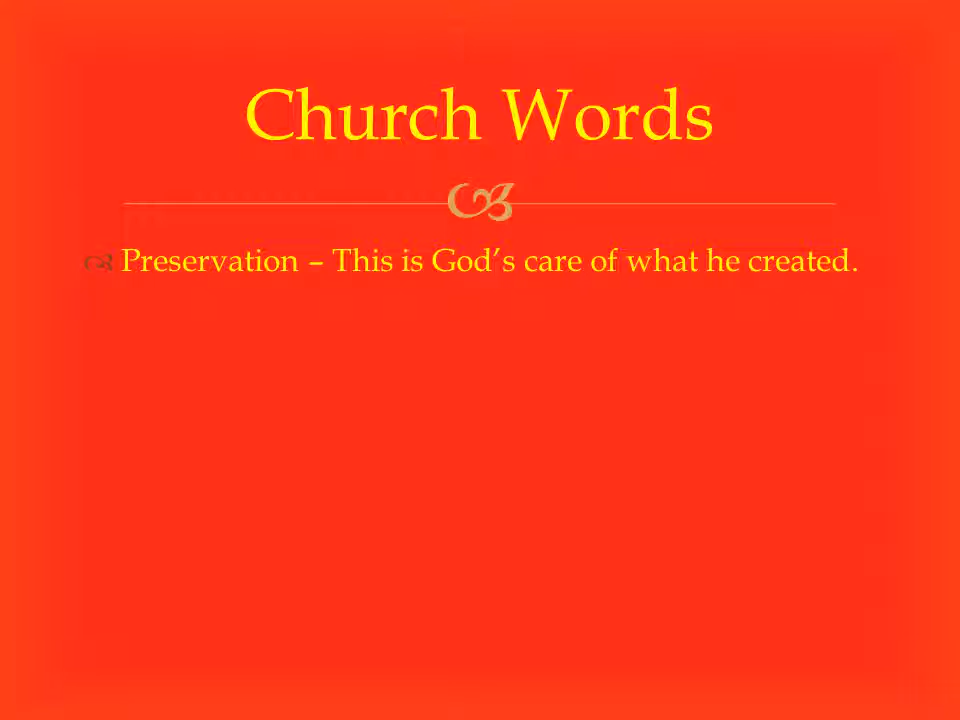 Church Words
Preservation – This is God’s care of what he created.